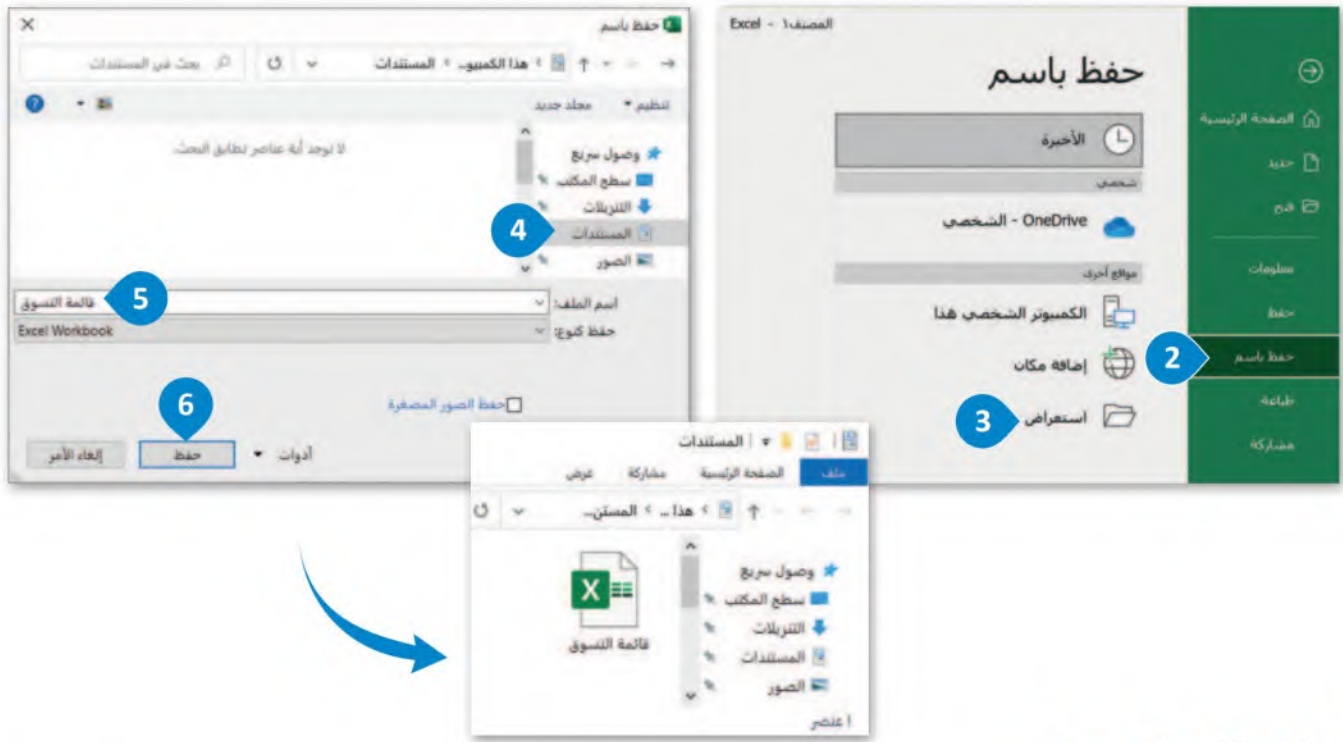 المصنف١ - Excel
حفظ باسم
الصفحة الرئيسية
جديد
فتح
معلومات
حفظ
حفظ باسم
طباعة
مشاركة
الأخيرة
شخصي
OneDrive - الشخصي
مواقع أخرى
الكمبيوتر الشخصي هذا
إضافة مكان
استعراض
2
3
حفظ باسم
هذا الكمبيو.. > المستندات
بحث في المستندات
تنظيم
مجلد جديد
وصول سريع
سطح المكتب
التنزيلات
المستندات
الصور
لا توجد أية عناصر تطابق البحث.
4
اسم الملف:
قائمة التسوق
5
حفظ كنوع:
Excel Workbook
حفظ الصور المصغرة
6
أدوات
حفظ
إلغاء الأمر
المستندات
ملف
الصفحة الرئيسية
مشاركة
عرض
هذا ... > المستن...
وصول سريع
سطح المكتب
التنزيلات
المستندات
الصور
قائمة التسوق
١ عنصر